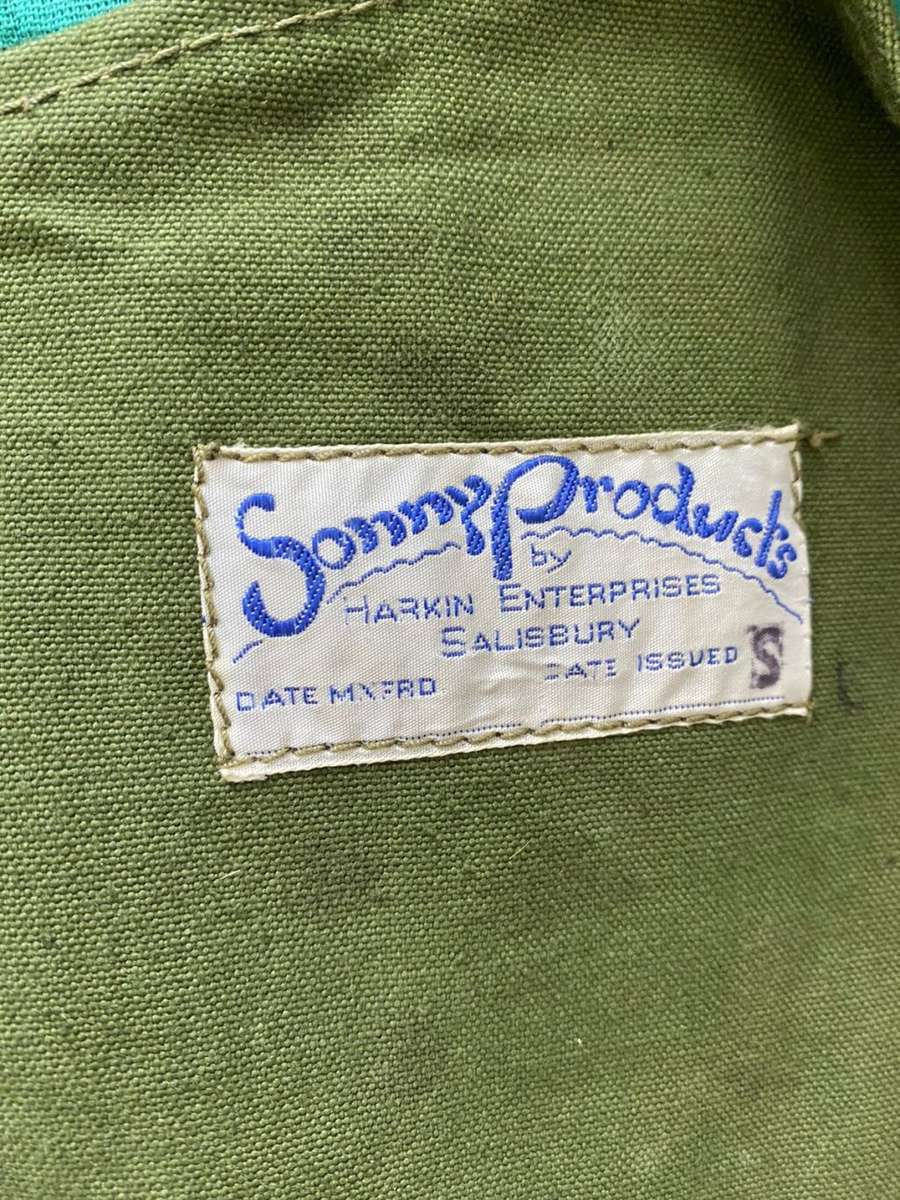 Sonny Products
by
HARKIN ENTERPRISES
SALISBURY
DATE MNFRD DATE ISSUED S